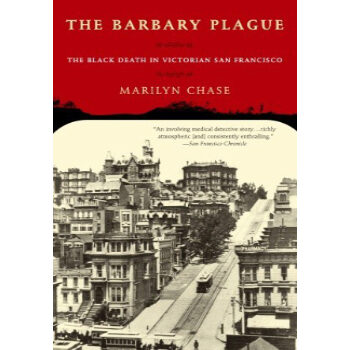 THE BARBARY PLAGUE
THE BLACK DEATH IN VICTORIAN SAN FRANCISCO
MARILYN CHASE
"An involving medical detective story...richly
atmospheric [and] consistently enthralling."
—San Francisco Chronicle
PHARMACY